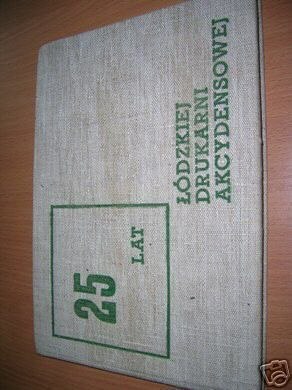 25
LAT
ŁÓDZKIEJ
DRUKARNI
AKCYDENSOWEJ